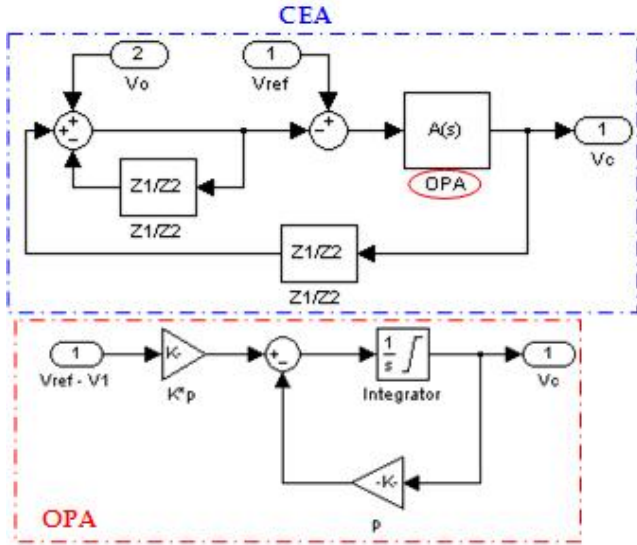 CEA
2
Vo
1
Vref
A(s)
OPA
1
Vc
Z1/Z2
Z1/Z2
Z1/Z2
Z1/Z2
1
Vref - V1
K-
K*p
1
s
Integrator
1
Vc
-K-
p
OPA